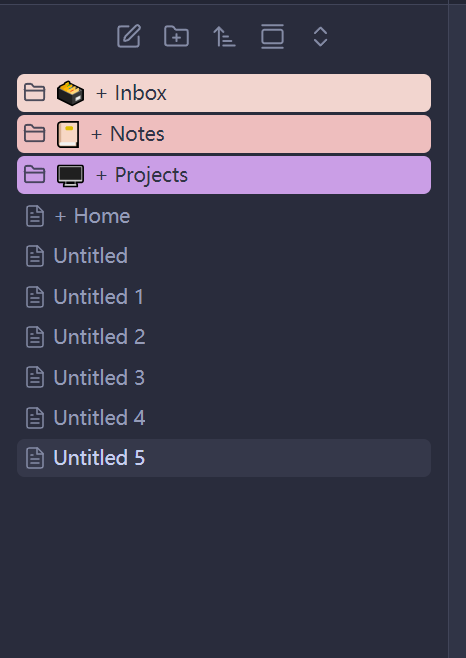 + Inbox
+ Notes
+ Projects
+ Home
Untitled
Untitled 1
Untitled 2
Untitled 3
Untitled 4
Untitled 5